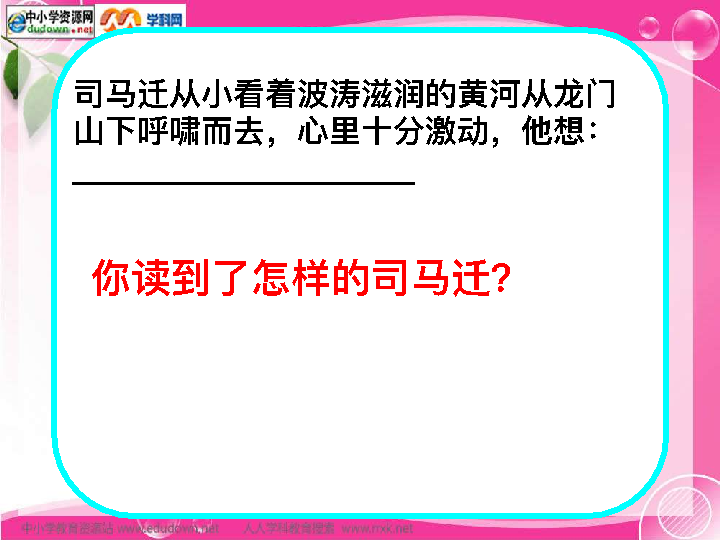 中小学资源网
edudown.net
学科网
司马迁从小看着波涛滋润的黄河从龙门
山下呼啸而去，心里十分激动，他想：
你读到了怎样的司马迁?
中小学教育资源站 www.edudown.net 人人学科教育搜索 www.rrxk.net